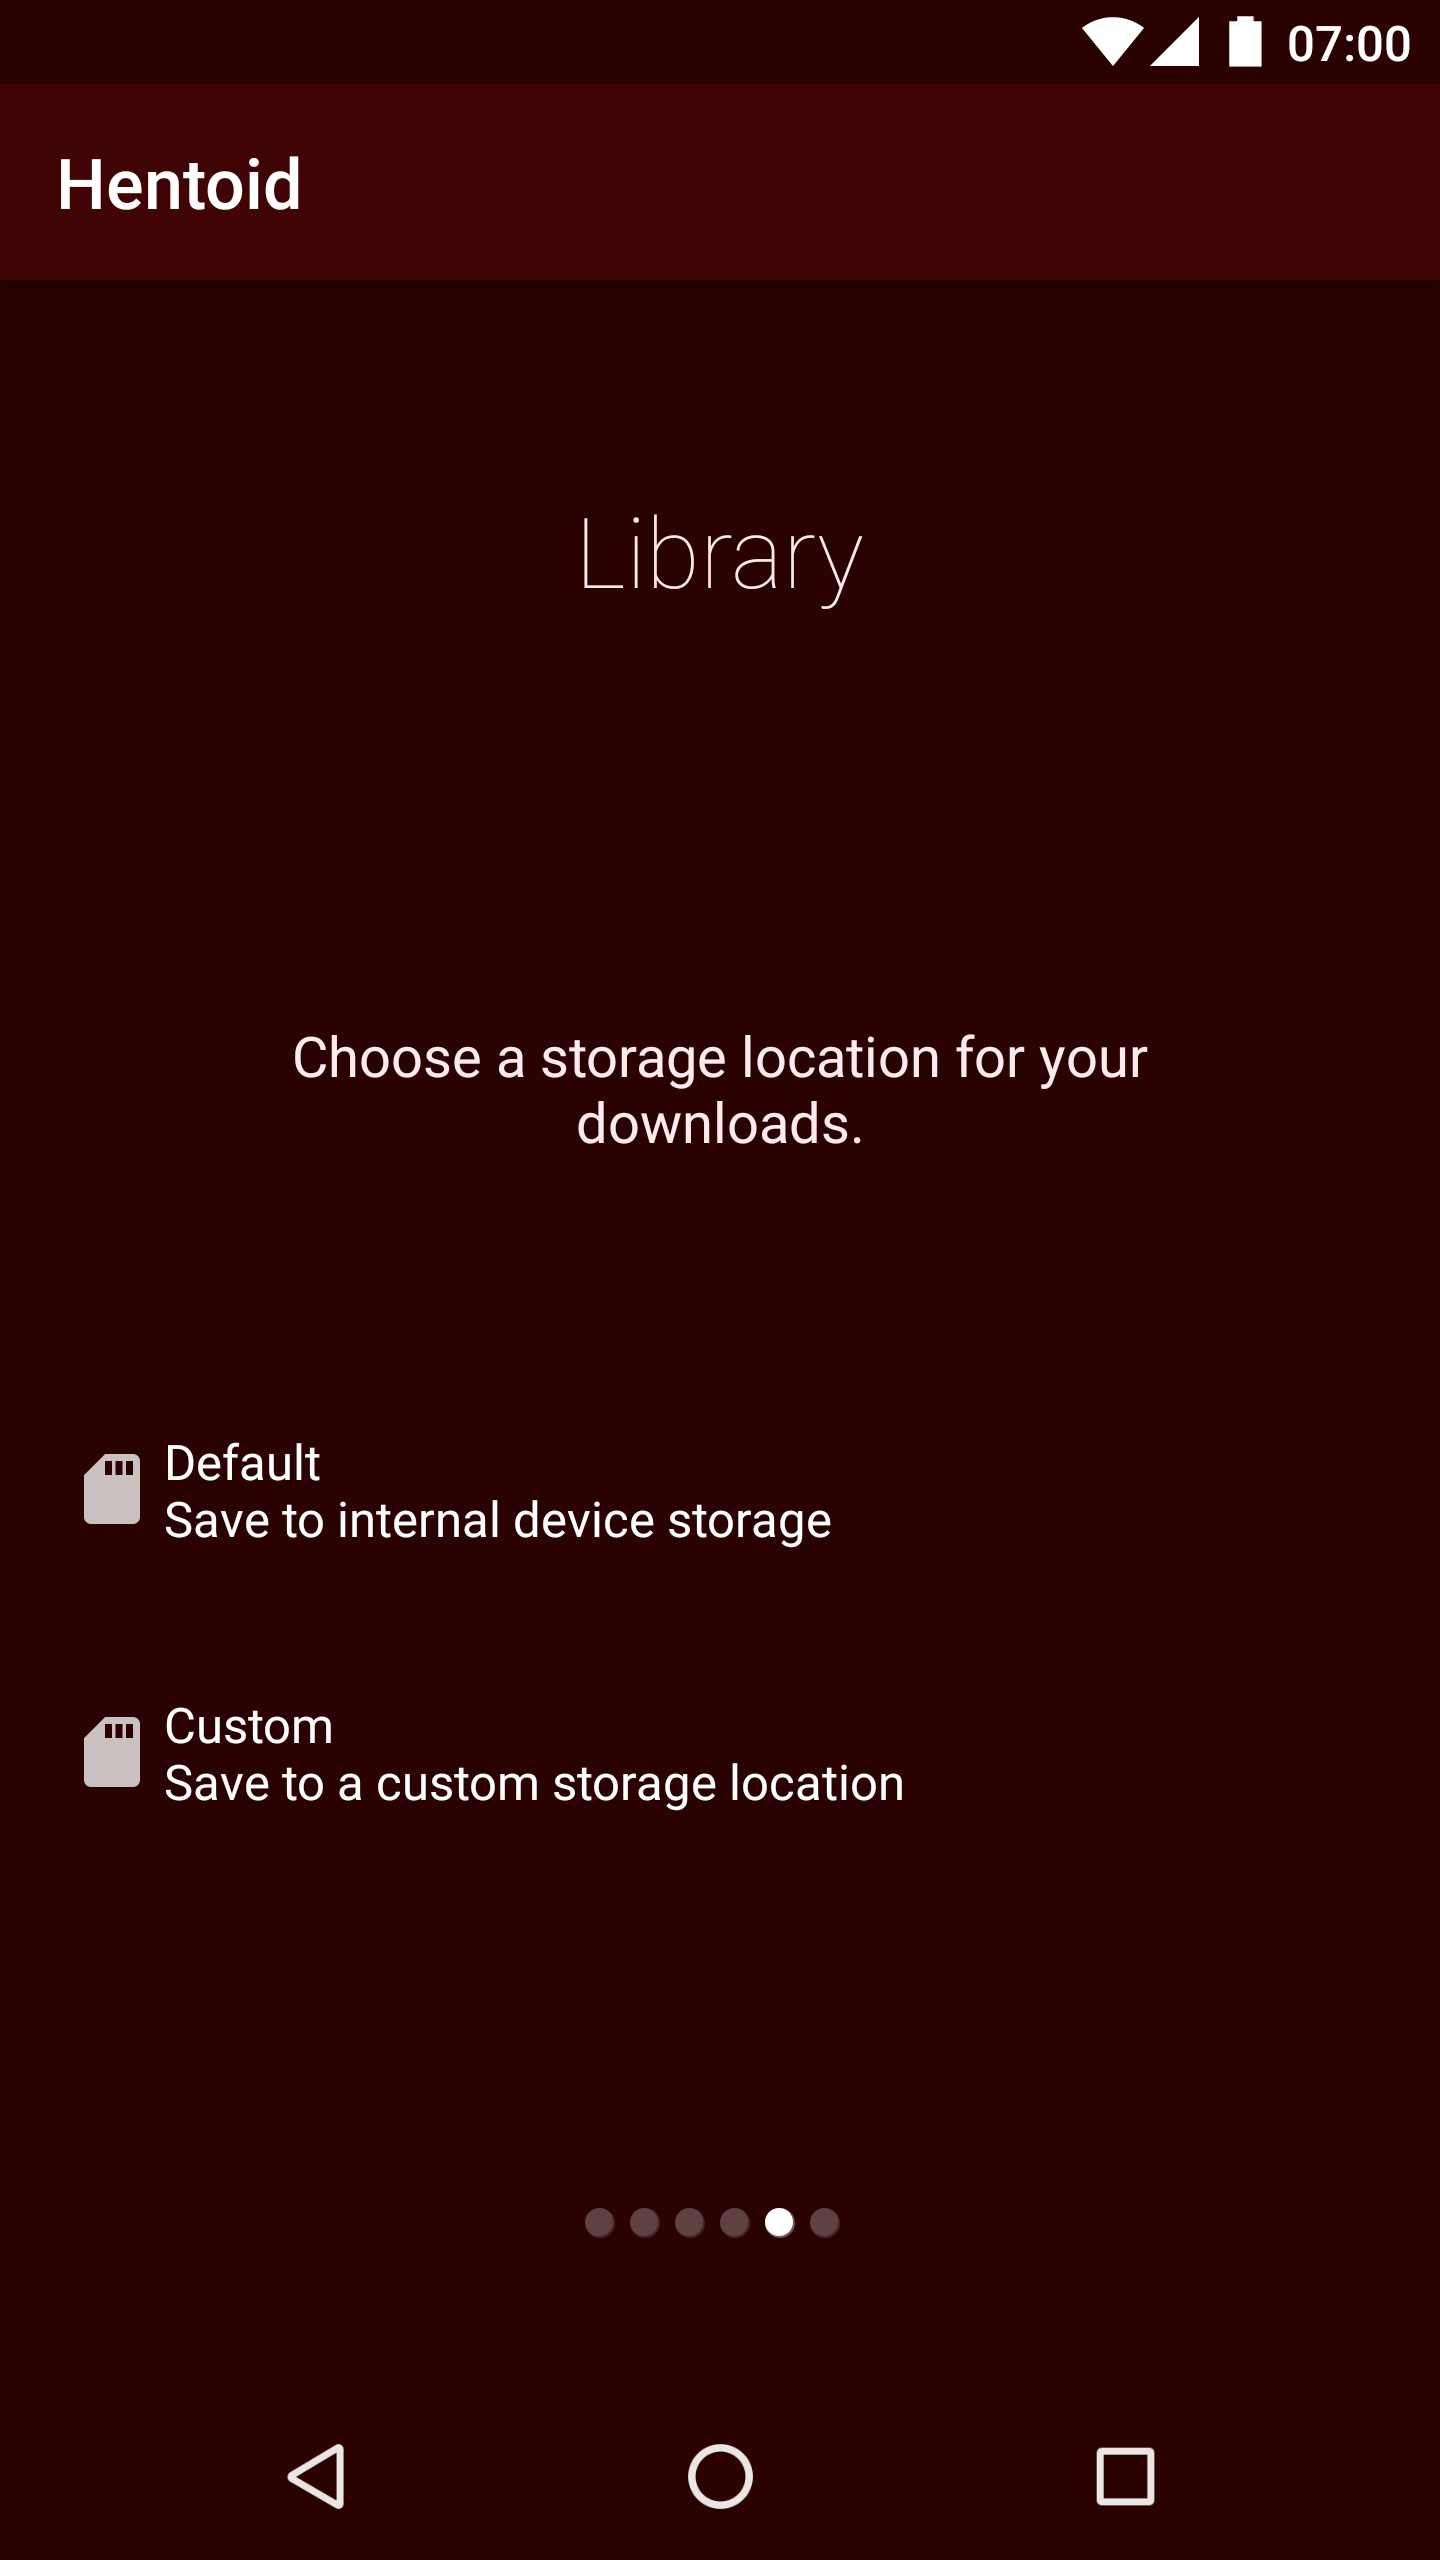 07:00
Hentoid
Library
Choose a storage location for your
downloads.
Default
Save to internal device storage
Custom
Save to a custom storage location